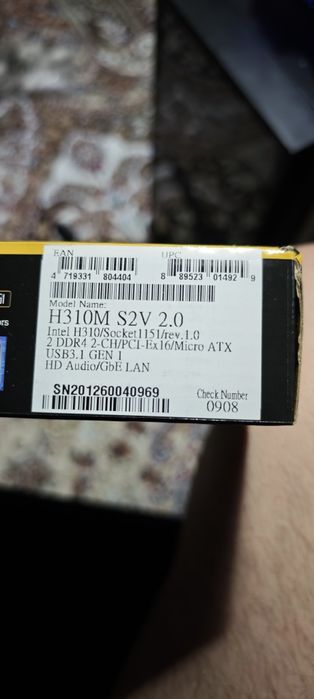 EAN
4 719331 804404
UPC
8 89523 01492 9
Model Name:
H310M S2V 2.0
Intel H310/Socket1151/rev.1.0
2 DDR4 2-CH/PCI-Ex16/Micro ATX
USB3.1 GEN 1
HD Audio/GbE LAN
SN201260040969
Check Number
0908